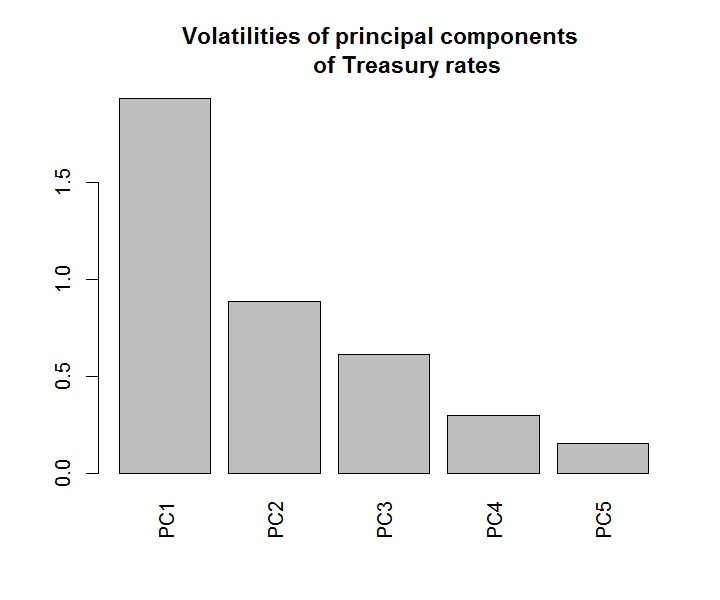 Volatilities of principal components
of Treasury rates
1.5
1.0
0.5
0.0
PC1
PC2
PC3
PC4
PC5